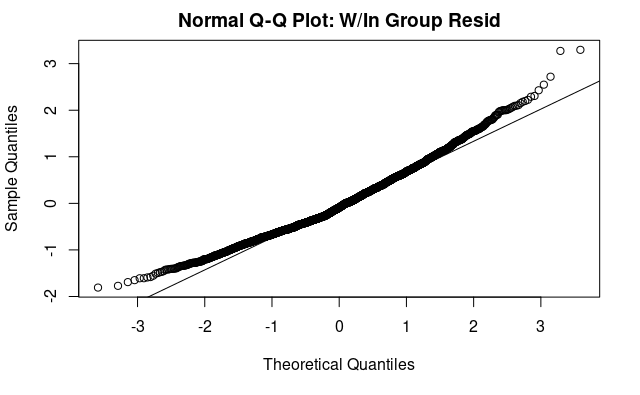 Normal Q-Q Plot: W/In Group Resid
Sample Quantiles
3
2
1
0
-1
-2
-3 -2 -1 0 1 2 3
Theoretical Quantiles